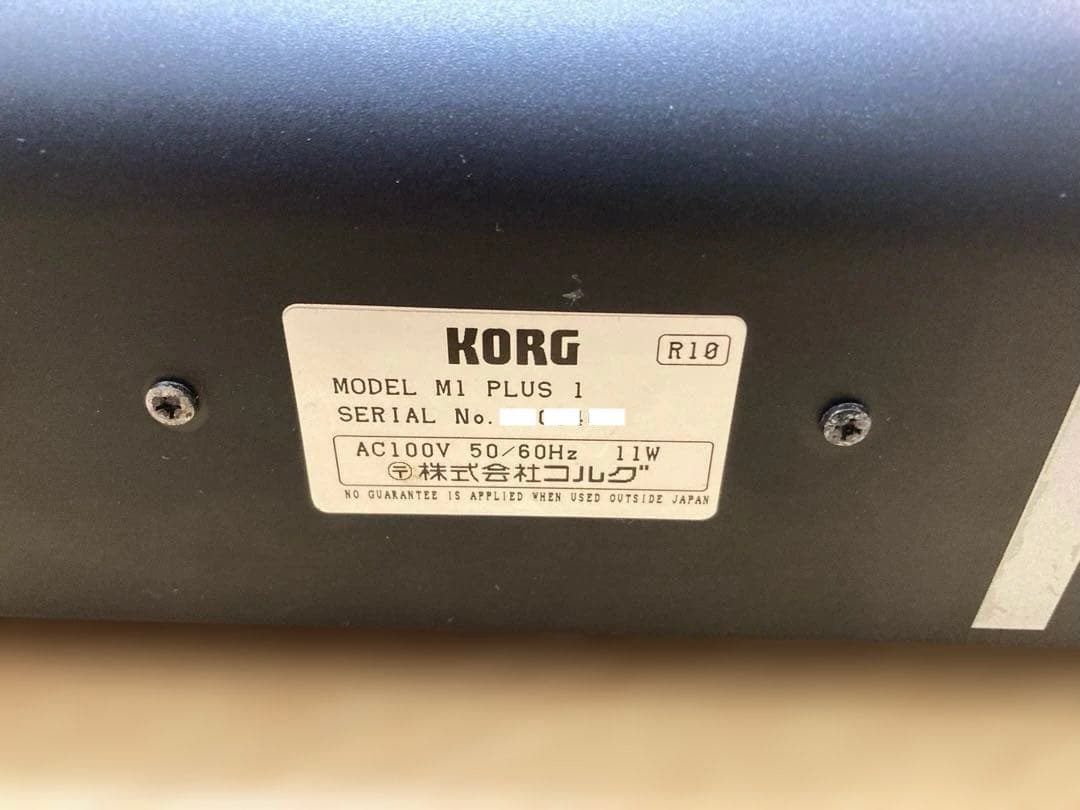 KORG
R10
MODEL M1 PLUS 1
SERIAL No.
AC100V 50/60Hz 11W
〒株式会社コルグ
NO GUARANTEE IS APPLIED WHEN USED OUTSIDE JAPAN